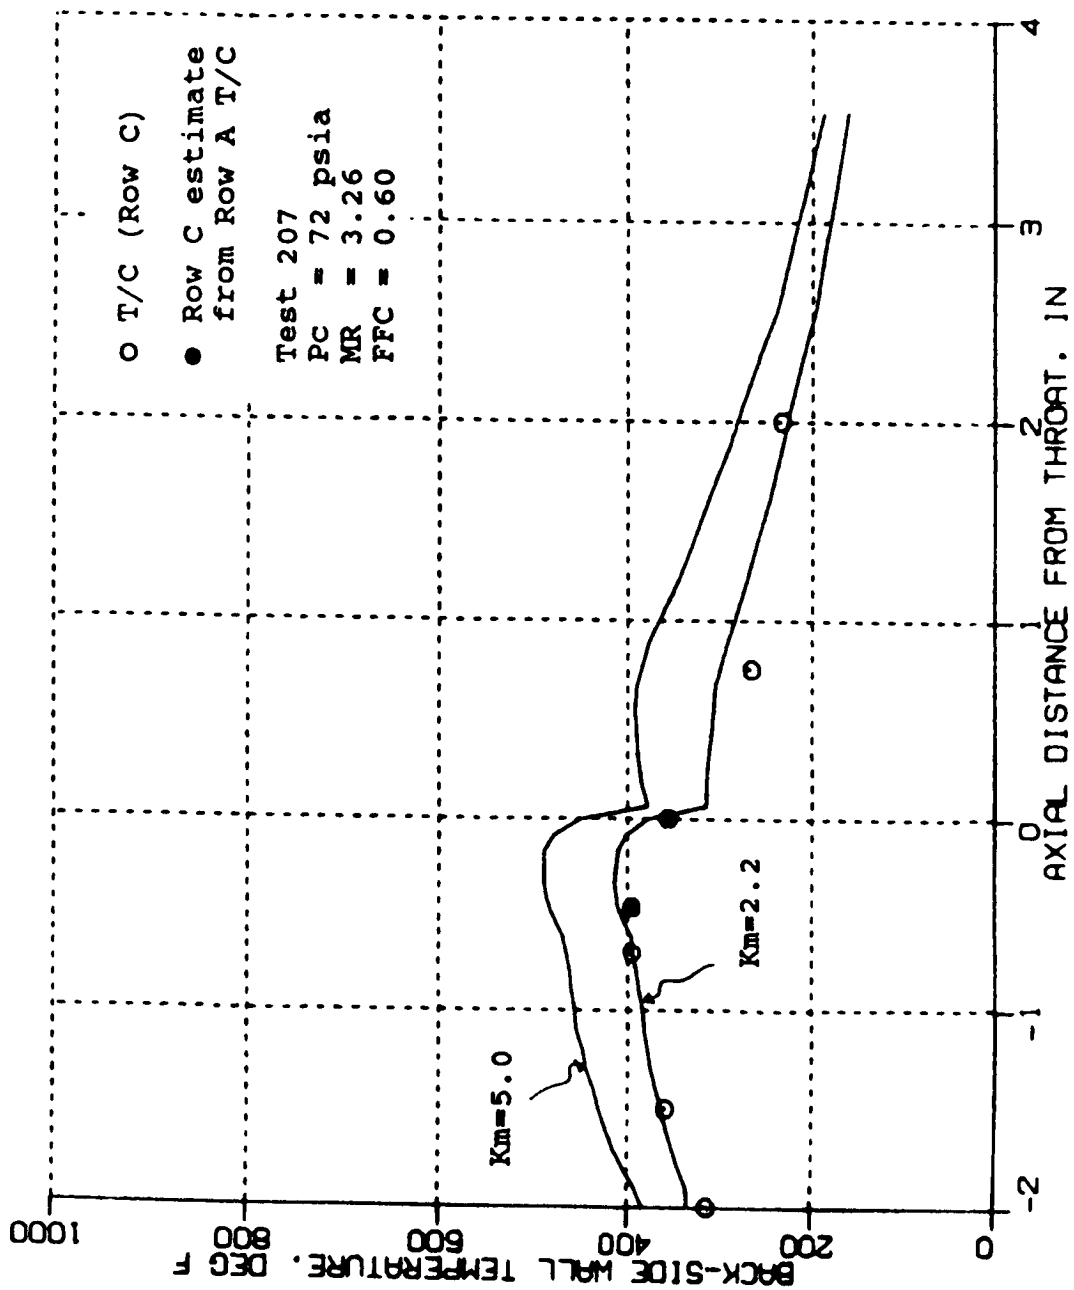 O T/C (Row C)
● Row C estimate
from Row A T/C
Test 207
PC = 72 psia
MR = 3.26
FFC = 0.60
Km=5.0
Km=2.2
1000
800
600
400
200
0
BACK-SIDE WALL TEMPERATURE. DEG F
-2
-1
0
1
2
3
4
AXIAL DISTANCE FROM THROAT. IN